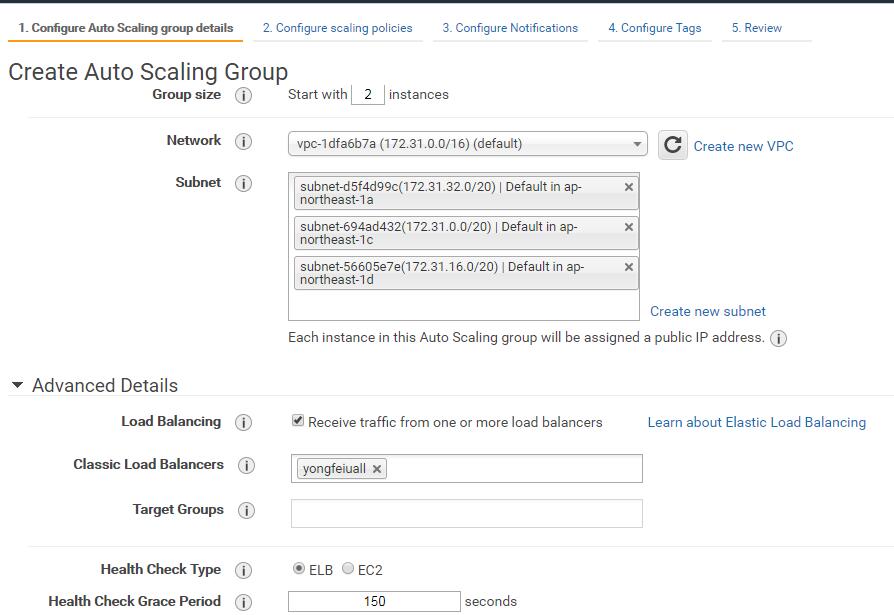 1. Configure Auto Scaling group details 2. Configure scaling policies 3. Configure Notifications 4. Configure Tags 5. Review
Create Auto Scaling Group
Group size i Start with 2 instances
Network i vpc-1dfa6b7a (172.31.0.0/16) (default) Create new VPC
Subnet i
subnet-d5f4d99c(172.31.32.0/20) | Default in ap-
northeast-1a ×
subnet-694ad432(172.31.0.0/20) | Default in ap-
northeast-1c ×
subnet-56605e7e(172.31.16.0/20) | Default in ap-
northeast-1d ×
Create new subnet
Each instance in this Auto Scaling group will be assigned a public IP address. i
Advanced Details
Load Balancing i Receive traffic from one or more load balancers Learn about Elastic Load Balancing
Classic Load Balancers i yongfeiuall ×
Target Groups i
Health Check Type i ELB EC2
Health Check Grace Period i 150 seconds